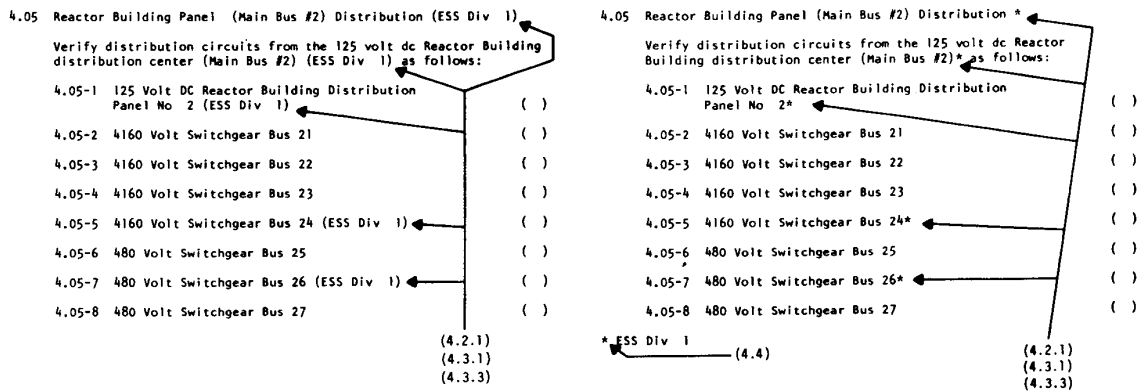 4.05 Reactor Building Panel (Main Bus #2) Distribution (ESS Div 1)
Verify distribution circuits from the 125 volt dc Reactor Building
distribution center (Main Bus #2) (ESS Div 1) as follows:
4.05-1 125 Volt DC Reactor Building Distribution
Panel No 2 (ESS Div 1) ( )
4.05-2 4160 Volt Switchgear Bus 21 ( )
4.05-3 4160 Volt Switchgear Bus 22 ( )
4.05-4 4160 Volt Switchgear Bus 23 ( )
4.05-5 4160 Volt Switchgear Bus 24 (ESS Div 1) ( )
4.05-6 480 Volt Switchgear Bus 25 ( )
4.05-7 480 Volt Switchgear Bus 26 (ESS Div 1) ( )
4.05-8 480 Volt Switchgear Bus 27 ( )
(4.2.1)
(4.3.1)
(4.3.3)
4.05 Reactor Building Panel (Main Bus #2) Distribution *
Verify distribution circuits from the 125 volt dc Reactor
Building distribution center (Main Bus #2)* as follows:
4.05-1 125 Volt DC Reactor Building Distribution
Panel No 2* ( )
4.05-2 4160 Volt Switchgear Bus 21 ( )
4.05-3 4160 Volt Switchgear Bus 22 ( )
4.05-4 4160 Volt Switchgear Bus 23 ( )
4.05-5 4160 Volt Switchgear Bus 24* ( )
4.05-6 480 Volt Switchgear Bus 25 ( )
4.05-7 480 Volt Switchgear Bus 26* ( )
4.05-8 480 Volt Switchgear Bus 27 ( )
* ESS Div 1 (4.4)
(4.2.1)
(4.3.1)
(4.3.3)